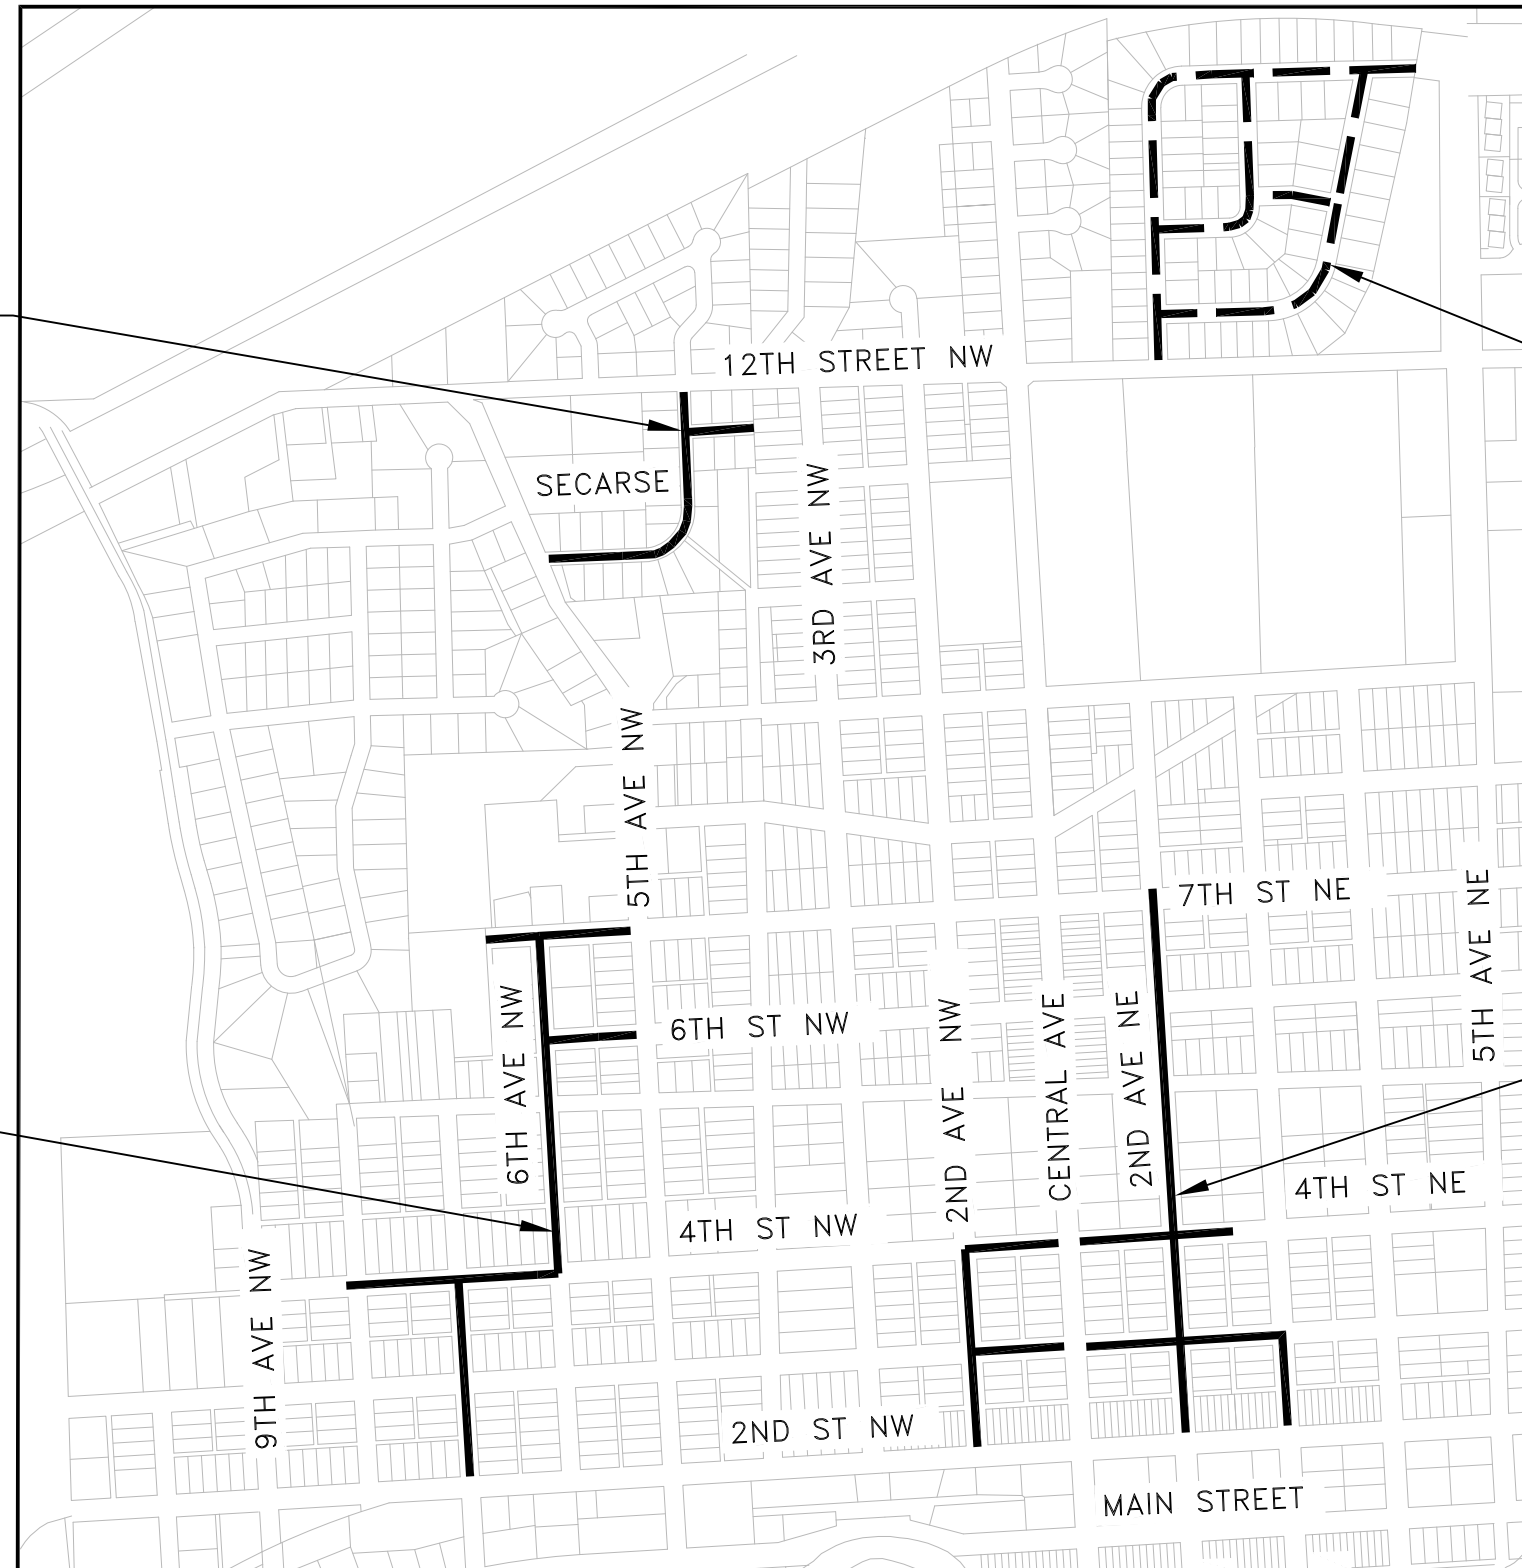 12TH STREET NW
SECARSE
3RD AVE NW
5TH AVE NW
7TH ST NE
5TH AVE NE
6TH AVE NW
6TH ST NW
2ND AVE NW
CENTRAL AVE
2ND AVE NE
4TH ST NE
4TH ST NW
9TH AVE NW
2ND ST NW
MAIN STREET